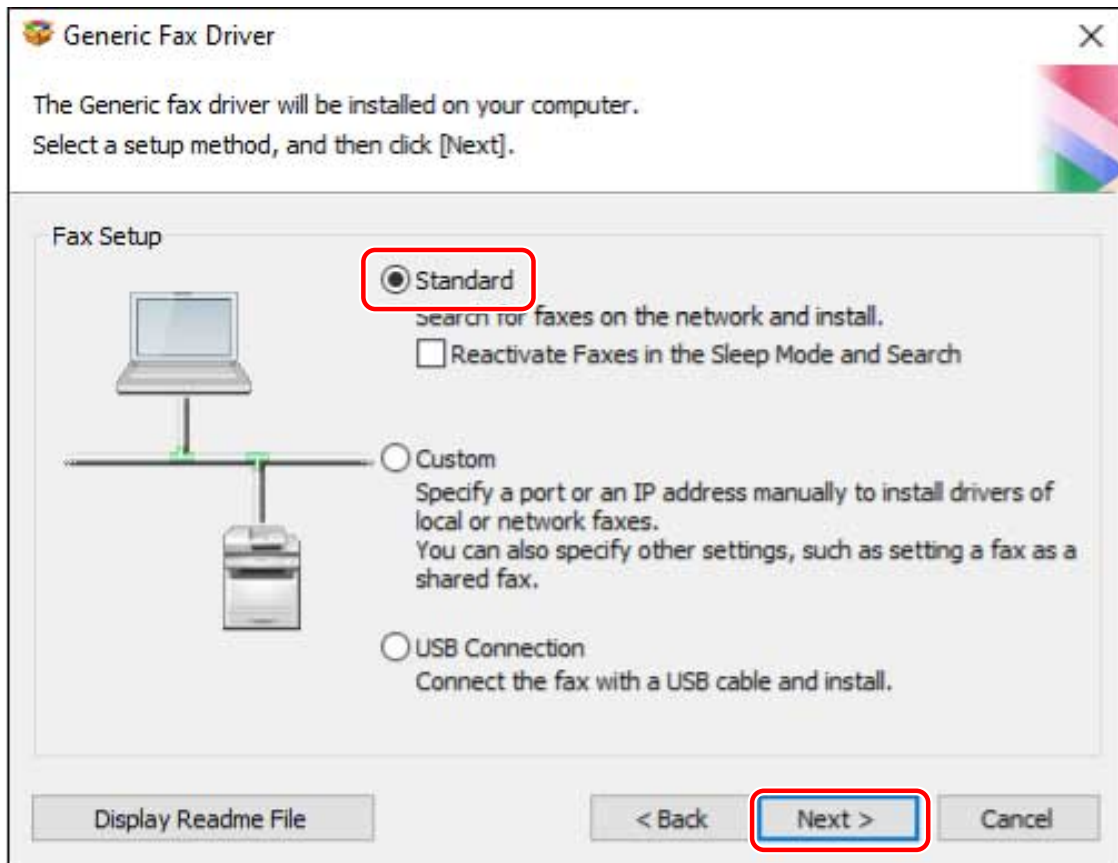 Generic Fax Driver
The Generic fax driver will be installed on your computer.
Select a setup method, and then click [Next].
Fax Setup
Standard
Search for faxes on the network and install.
Reactivate Faxes in the Sleep Mode and Search
Custom
Specify a port or an IP address manually to install drivers of
local or network faxes.
You can also specify other settings, such as setting a fax as a
shared fax.
USB Connection
Connect the fax with a USB cable and install.
Display Readme File
< Back
Next >
Cancel